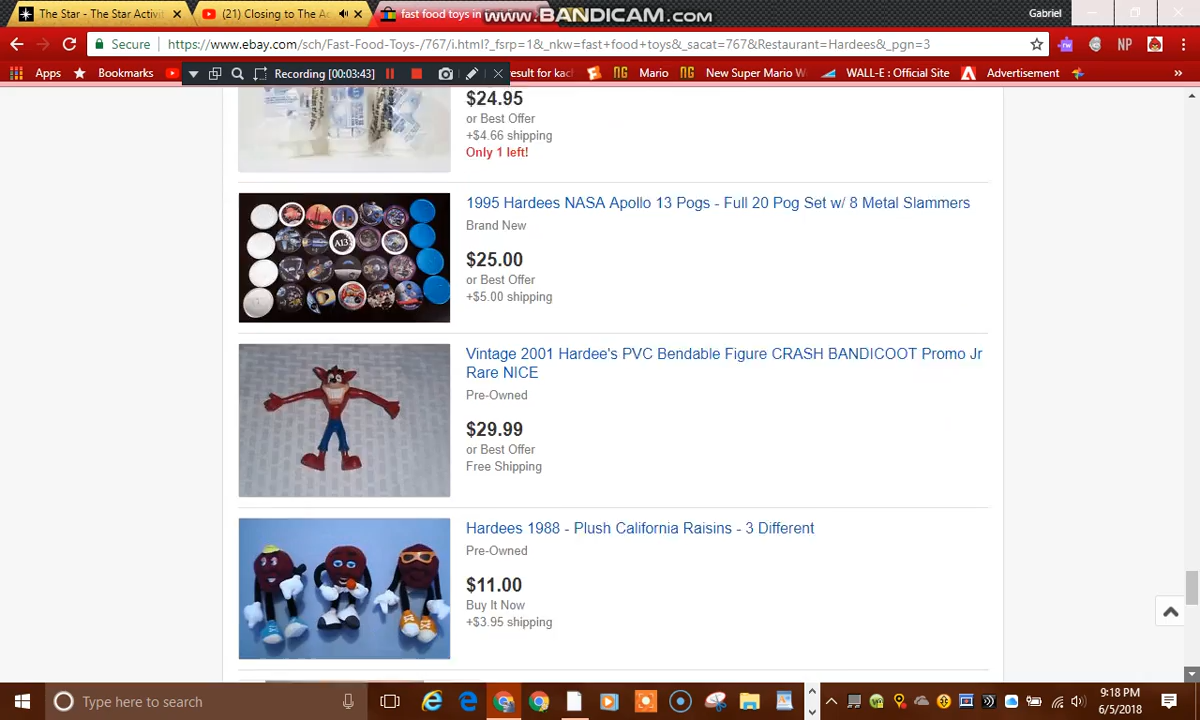 The Star - The Star Activit
(21) Closing to The Ac
fast food toys in
www.BANDICAM.com
Gabriel
Secure
https://www.ebay.com/sch/Fast-Food-Toys-/767/i.html?_fsrp=1&_nkw=fast+food+toys&_sacat=767&Restaurant=Hardees&_pgn=3
Apps
Bookmarks
Recording [00:03:43]
esult for kach
Mario
New Super Mario W
WALL-E : Official Site
Advertisement
$24.95
or Best Offer
+$4.66 shipping
Only 1 left!
1995 Hardees NASA Apollo 13 Pogs - Full 20 Pog Set w/ 8 Metal Slammers
Brand New
$25.00
or Best Offer
+$5.00 shipping
A13
Vintage 2001 Hardee's PVC Bendable Figure CRASH BANDICOOT Promo Jr
Rare NICE
Pre-Owned
$29.99
or Best Offer
Free Shipping
Hardees 1988 - Plush California Raisins - 3 Different
Pre-Owned
$11.00
Buy It Now
+$3.95 shipping
Type here to search
9:18 PM
6/5/2018